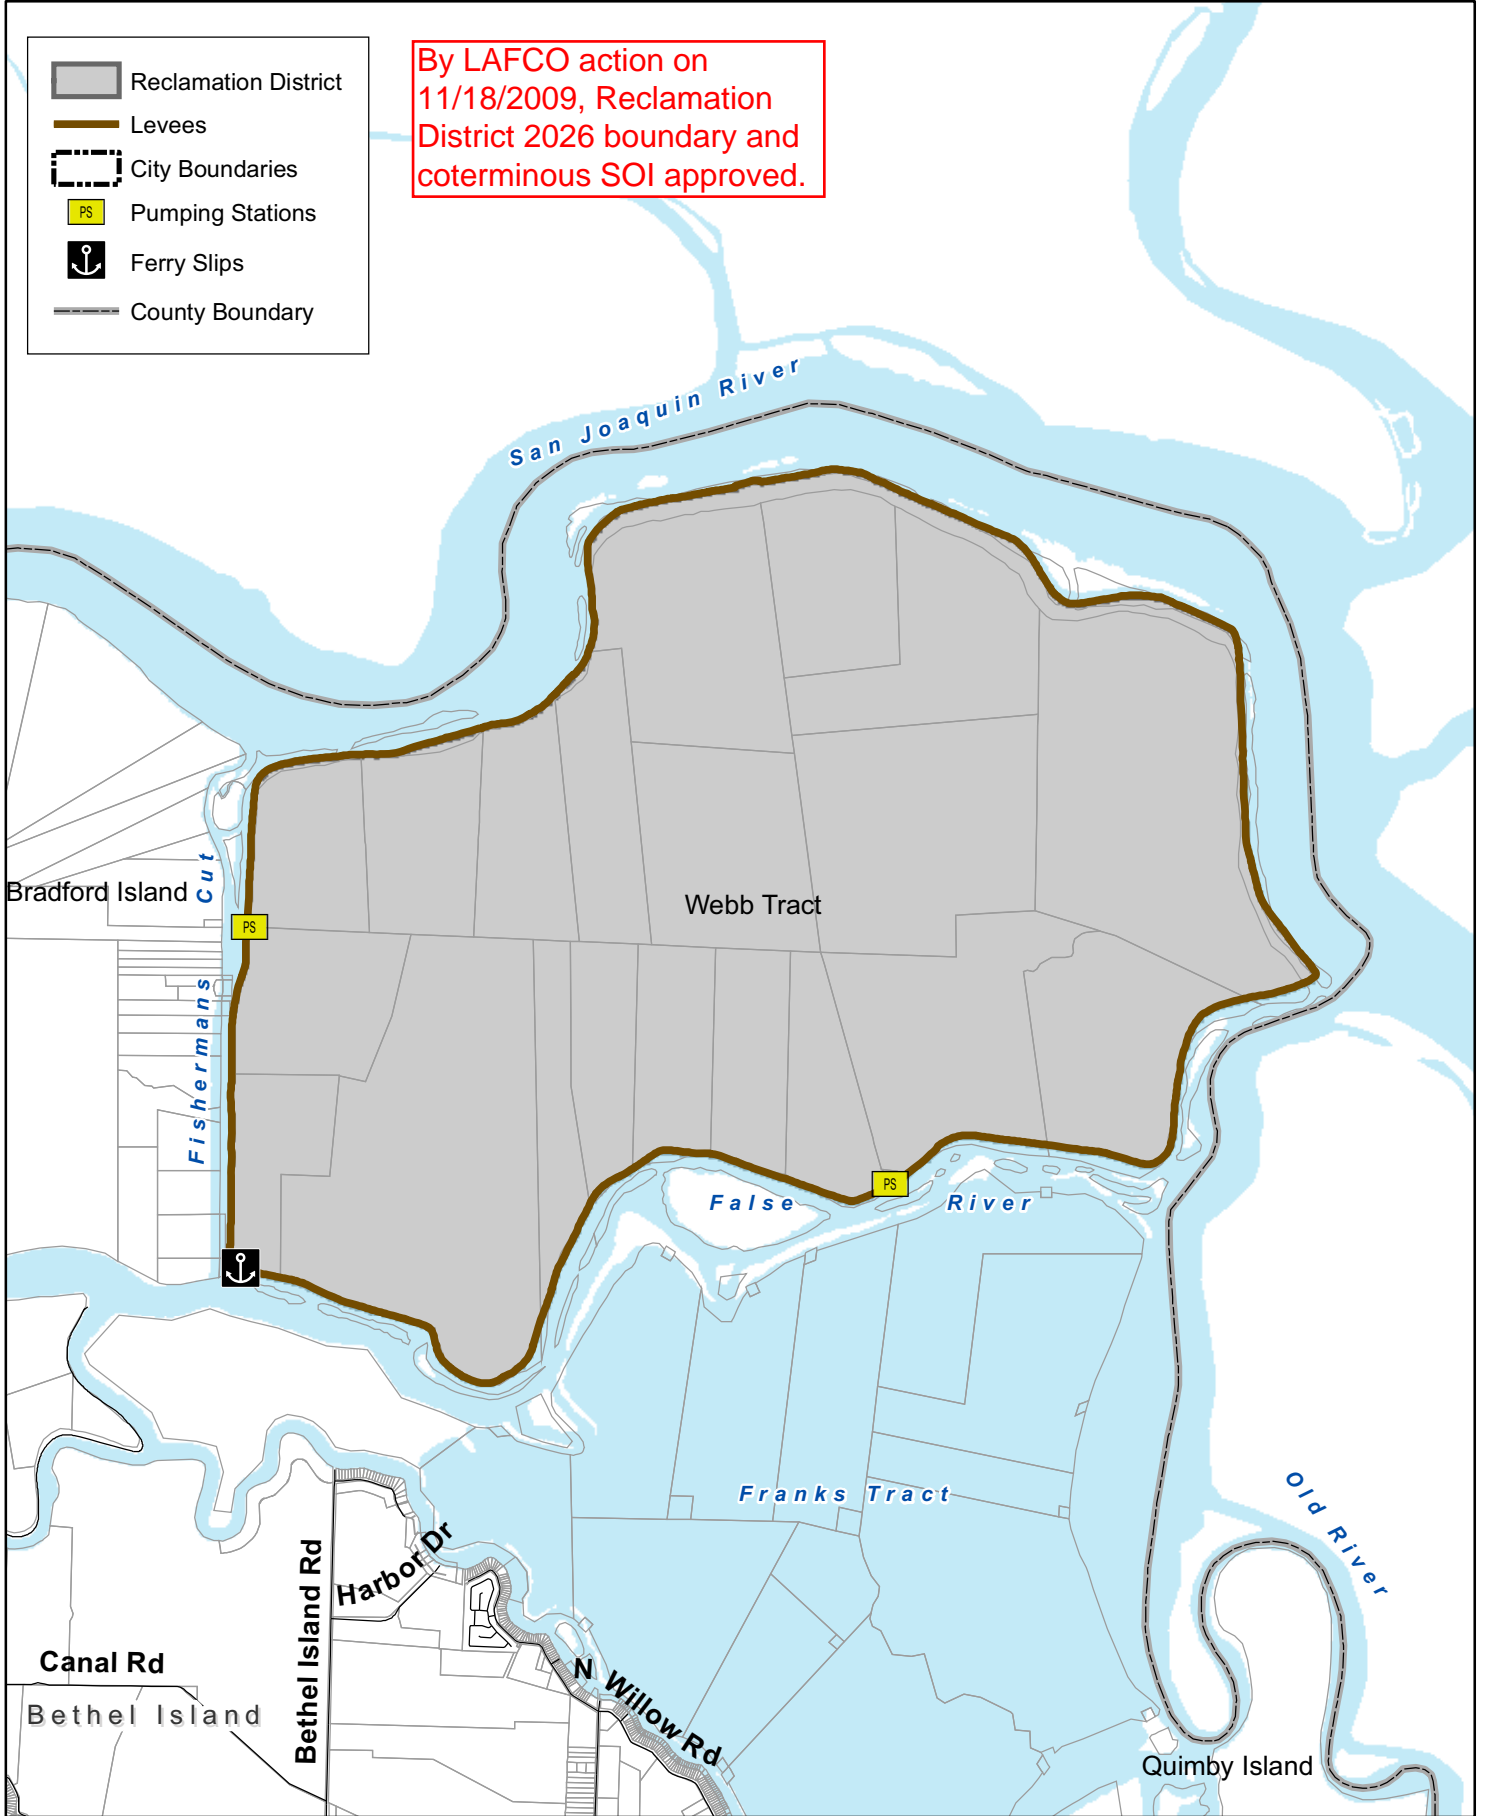 Reclamation District
Levees
City Boundaries
PS Pumping Stations
Ferry Slips
County Boundary
By LAFCO action on
11/18/2009, Reclamation
District 2026 boundary and
coterminous SOI approved.
San Joaquin River
Bradford Island
Fishermans Cut
PS
Webb Tract
PS
False River
Franks Tract
Old River
Harbor Dr
Bethel Island Rd
Canal Rd
Bethel Island
N Willow Rd
Quimby Island